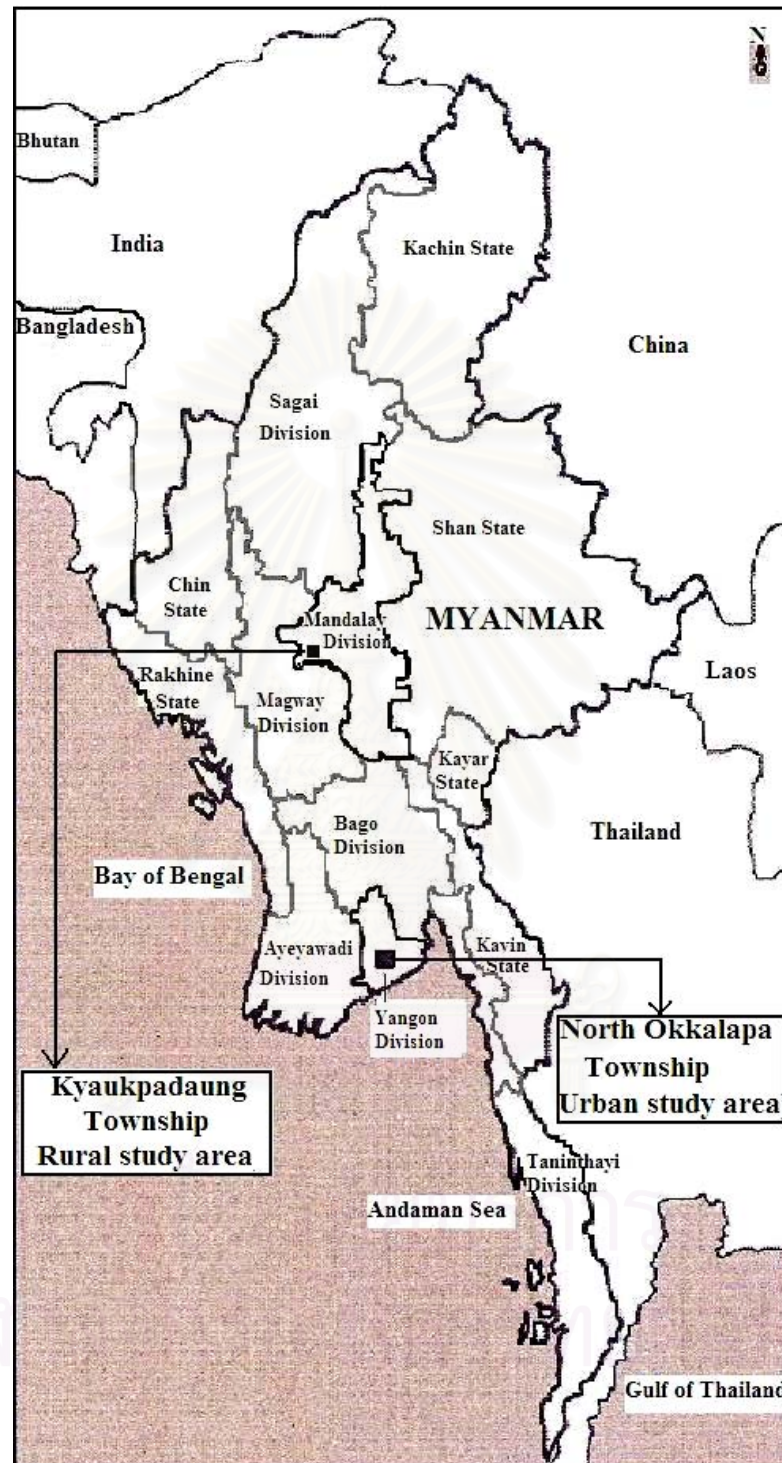 N
Bhutan
India
Kachin State
Bangladesh
China
Sagai
Division
Shan State
Chin
State
Mandalay
Division
MYANMAR
Laos
Rakhine
State
Magway
Division
Kayar
State
Thailand
Bago
Division
Bay of Bengal
Ayeyawadi
Division
Kavin
State
Yangon
Division
North Okkalapa
Township
Urban study area)
Kyaukpadaung
Township
Rural study area
Taninthayi
Division
Andaman Sea
Gulf of Thailand